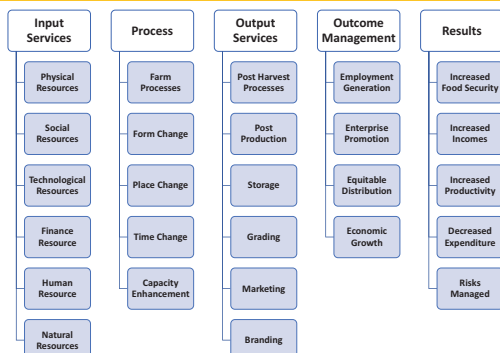 Input
Services
Physical
Resources
Social
Resources
Technological
Resources
Finance
Resource
Human
Resource
Natural
Resources
Process
Farm
Processes
Form Change
Place Change
Time Change
Capacity
Enhancement
Output
Services
Post Harvest
Processes
Post
Production
Storage
Grading
Marketing
Branding
Outcome
Management
Employment
Generation
Enterprise
Promotion
Equitable
Distribution
Economic
Growth
Results
Increased
Food Security
Increased
Incomes
Increased
Productivity
Decreased
Expenditure
Risks
Managed